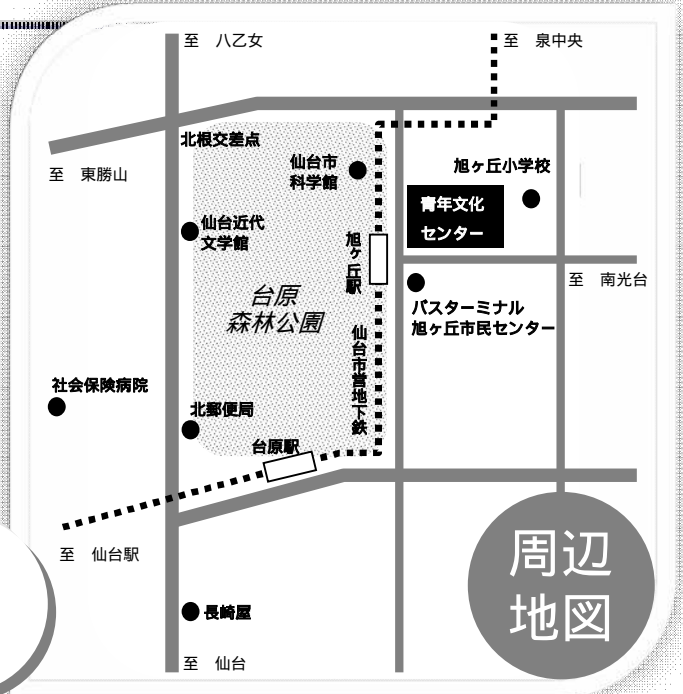 至　八乙女
至　泉中央
北根交差点
至　東勝山
仙台市
科学館
旭ヶ丘小学校
青年文化
センター
仙台近代
文学館
旭ヶ丘駅
至　南光台
台原
森林公園
バスターミナル
旭ヶ丘市民センター
仙台市営地下鉄
社会保険病院
北郵便局
台原駅
至　仙台駅
周辺
地図
長崎屋
至　仙台